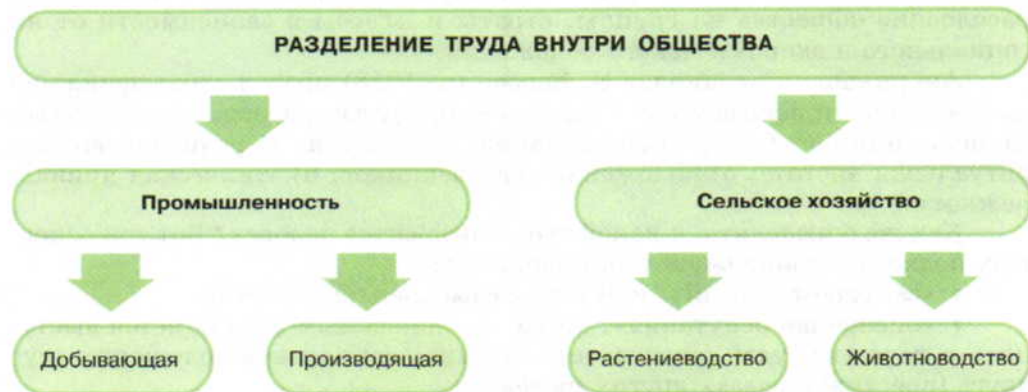 РАЗДЕЛЕНИЕ ТРУДА ВНУТРИ ОБЩЕСТВА
Промышленность
Сельское хозяйство
Добывающая
Производящая
Растениеводство
Животноводство